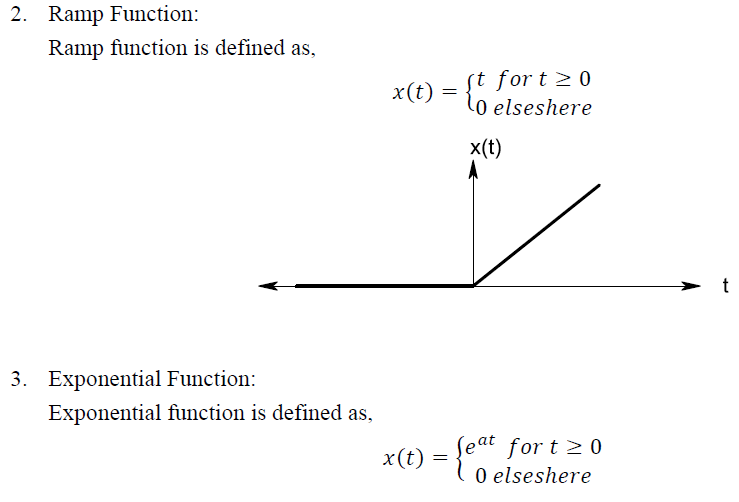 2. Ramp Function:
Ramp function is defined as,
x(t) = {t for t ≥ 0
0 elseshere
x(t)
t
3. Exponential Function:
Exponential function is defined as,
x(t) = {e^{at} for t ≥ 0
0 elseshere